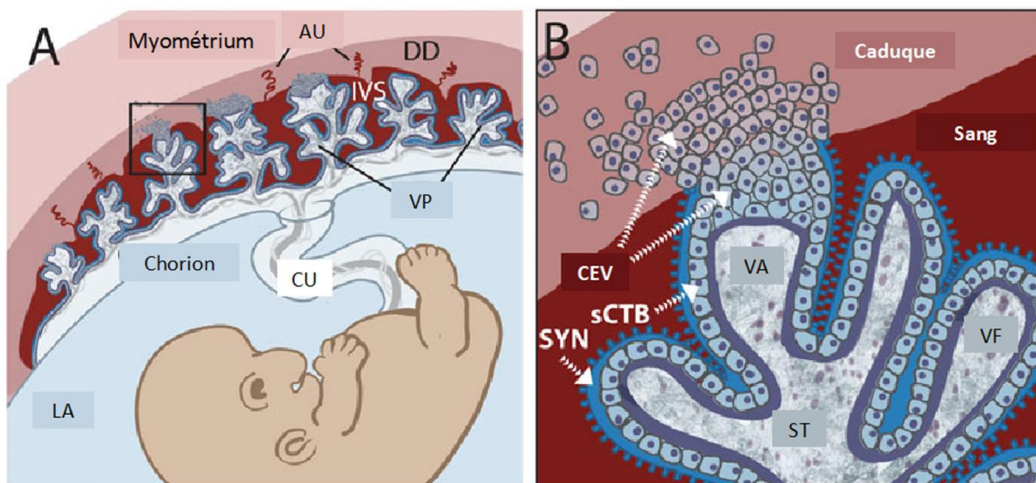 A
Myométrium
AU
DD
IVS
VP
Chorion
CU
LA
B
Caduque
Sang
CEV
VA
sCTB
SYN
VF
ST